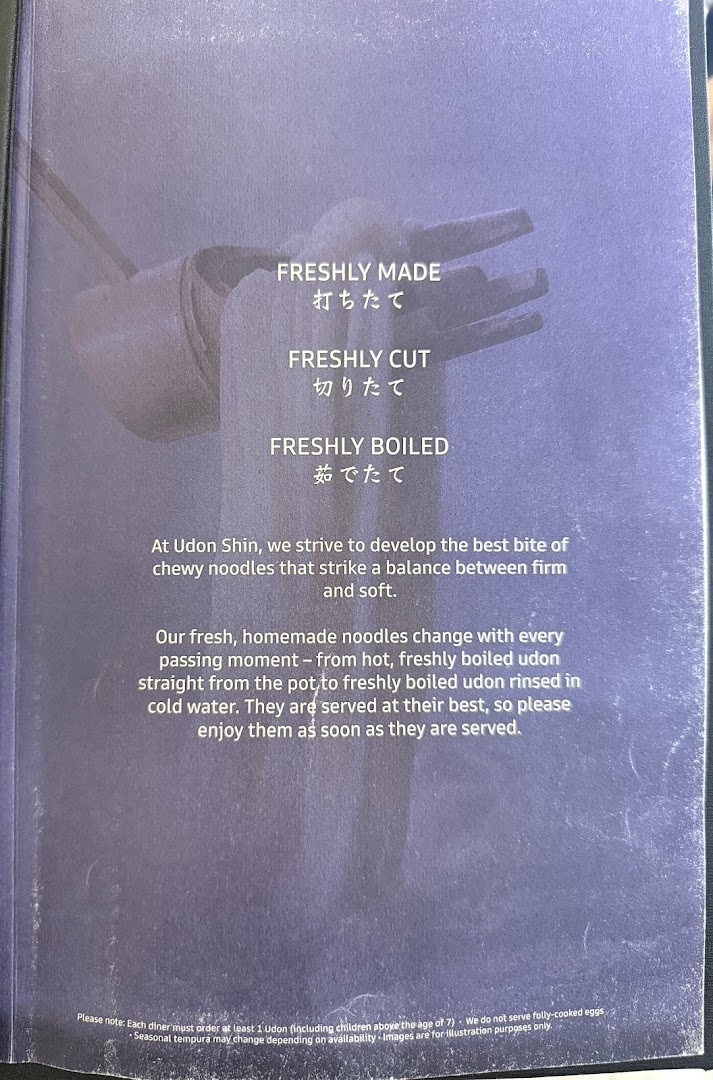 FRESHLY MADE
打ちたて
FRESHLY CUT
切りたて
FRESHLY BOILED
茹でたて
At Udon Shin, we strive to develop the best bite of
chewy noodles that strike a balance between firm
and soft.
Our fresh, homemade noodles change with every
passing moment – from hot, freshly boiled udon
straight from the pot to freshly boiled udon rinsed in
cold water. They are served at their best, so please
enjoy them as soon as they are served.
Please note: Each diner must order at least 1 Udon (including children above the age of 7) • We do not serve fully-cooked eggs
• Seasonal tempura may change depending on availability • Images are for illustration purposes only.